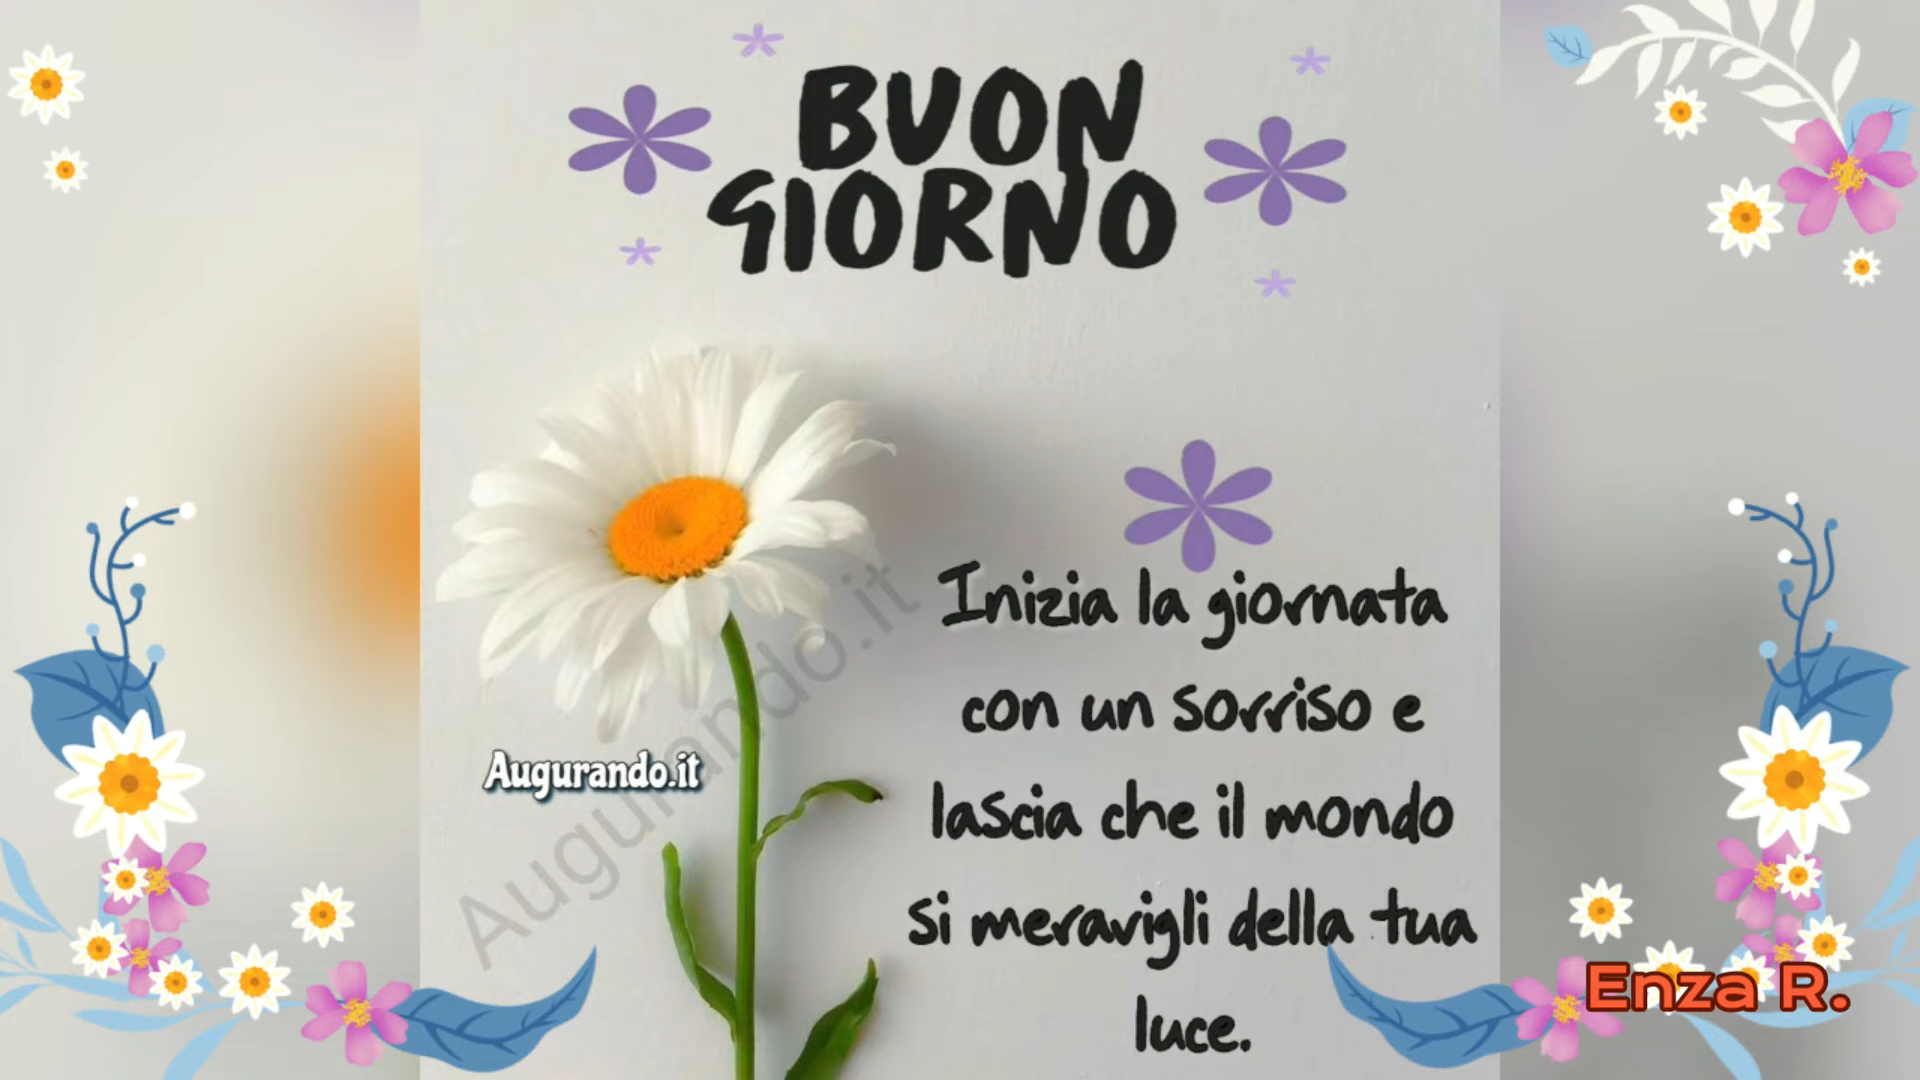 BUON
GIORNO
Inizia la giornata
con un sorriso e
lascia che il mondo
si meravigli della tua
luce.
Augurando.it
Augurando.it
Enza R.